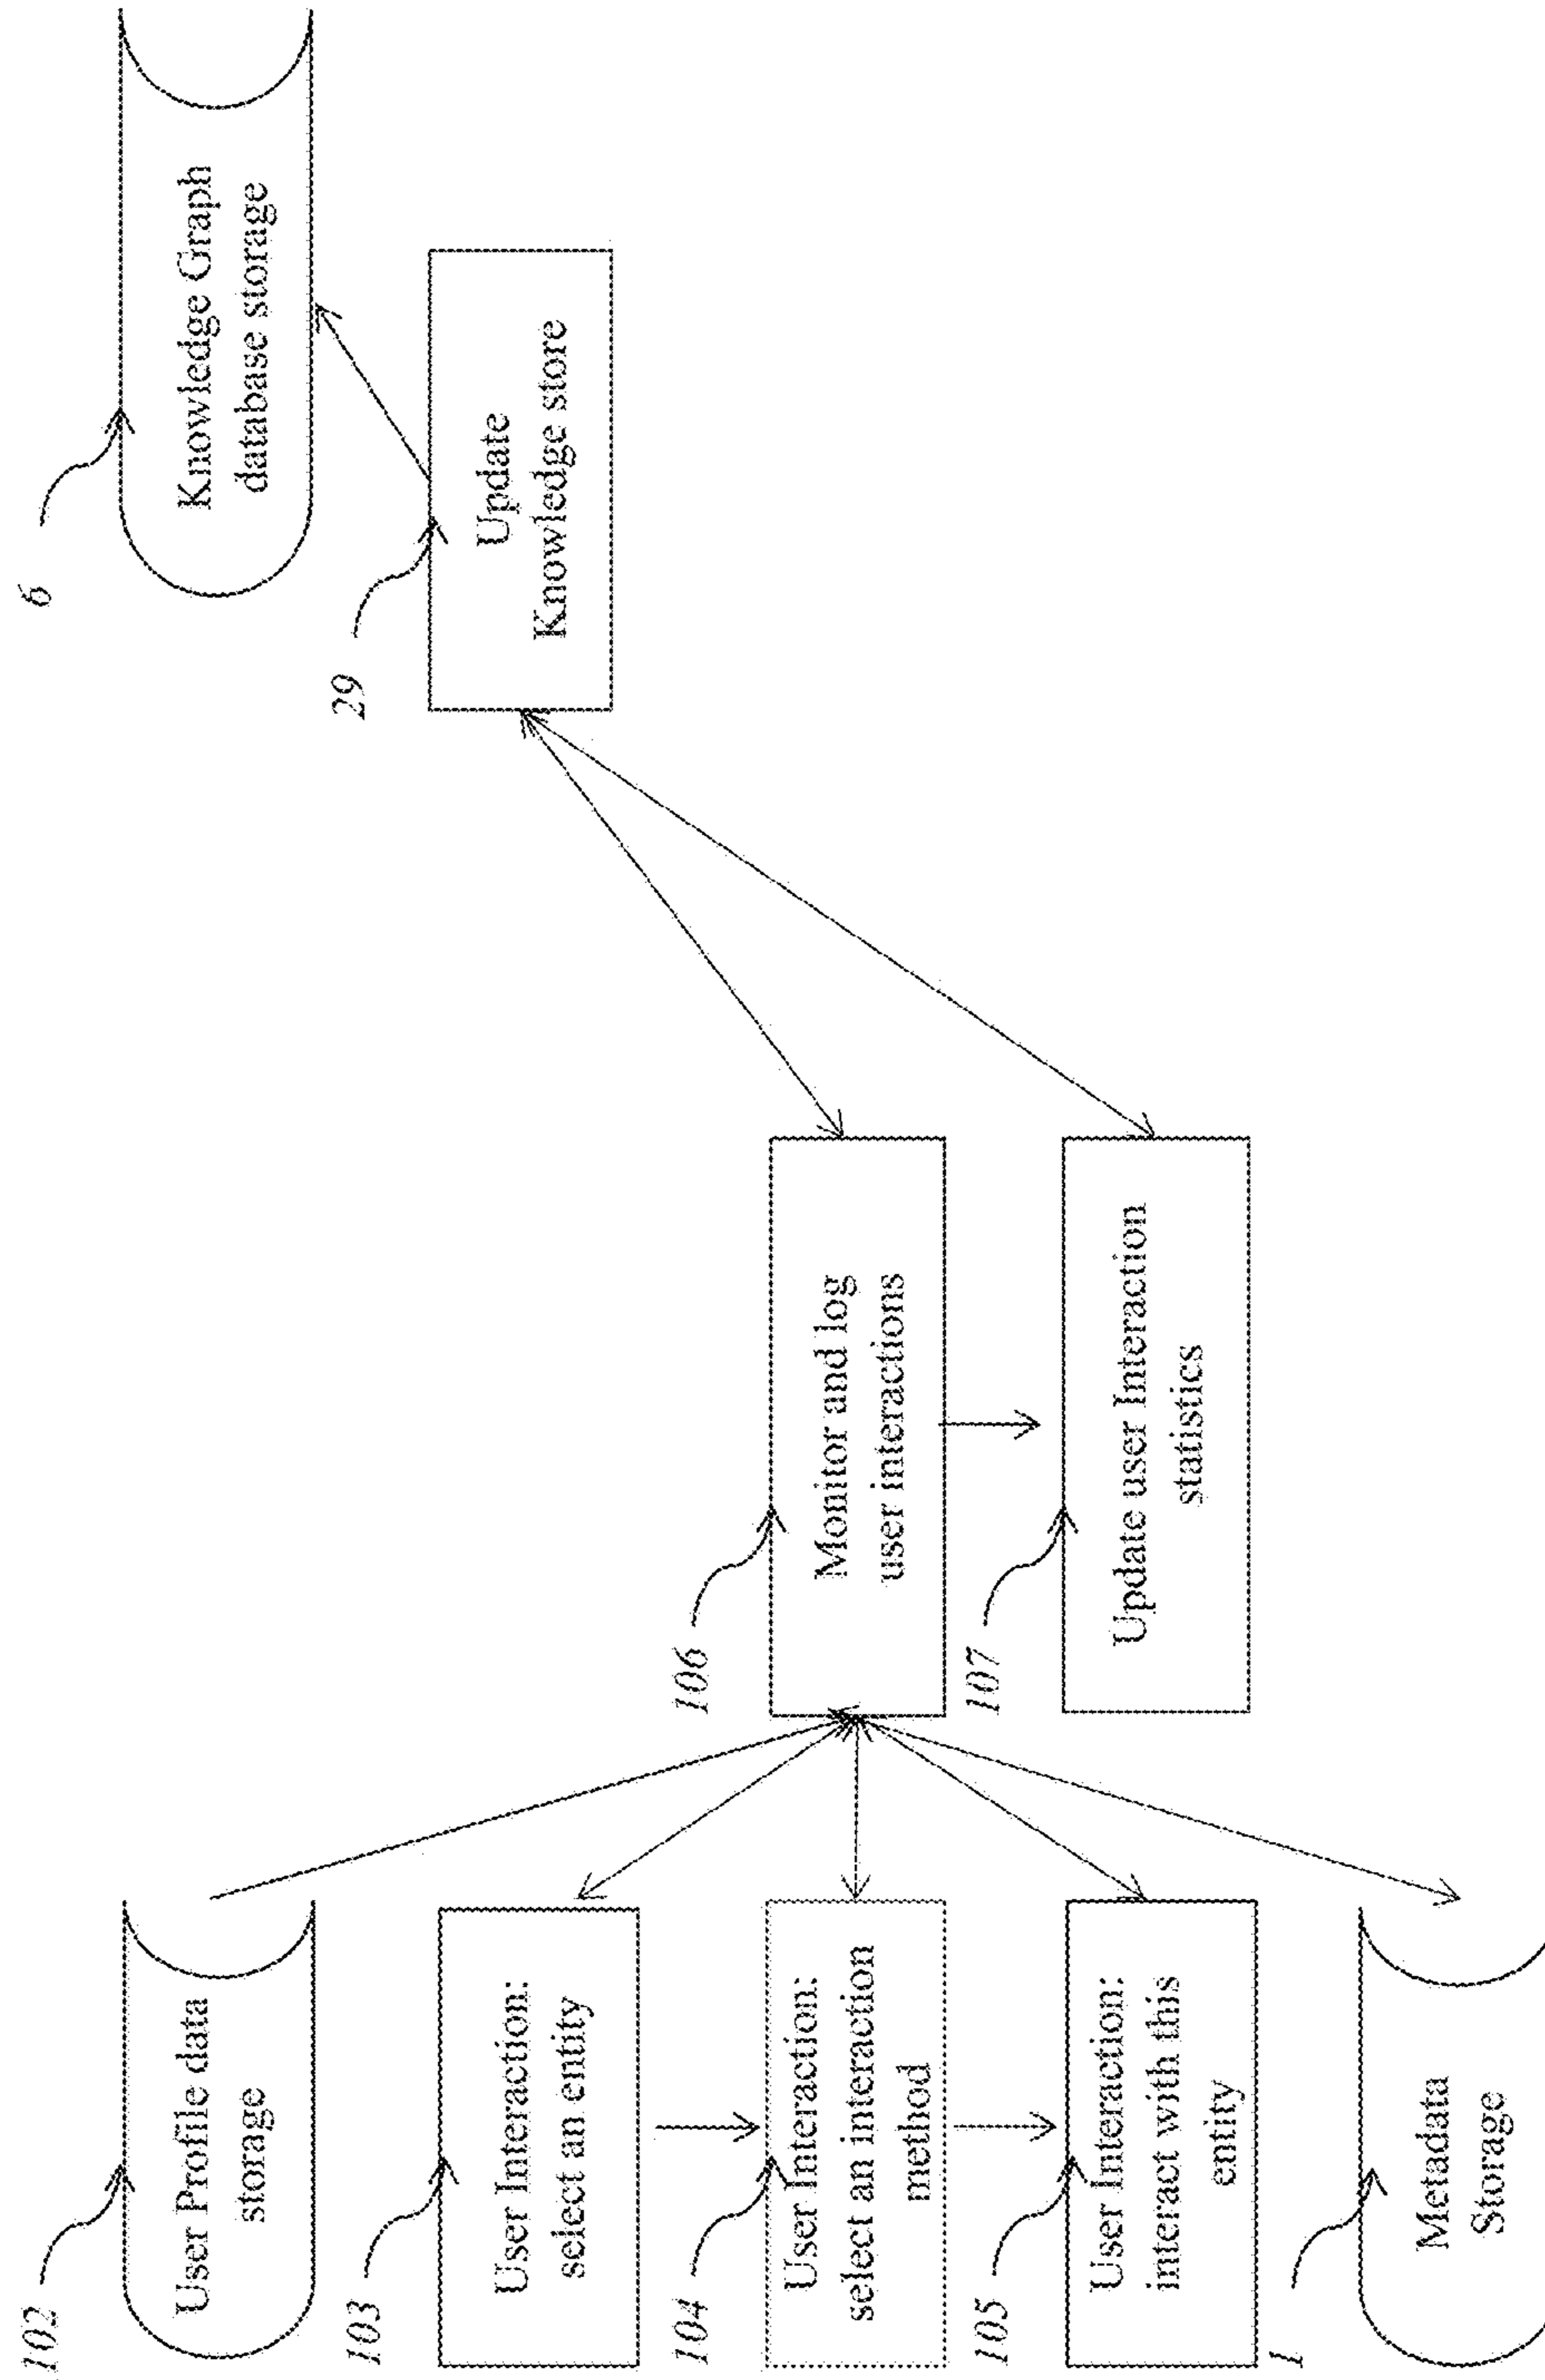 102
User Profile data
storage
103
User Interaction:
select an entity
104
User Interaction:
select an interaction
method
105
User Interaction:
interact with this
entity
1
Metadata
Storage
106
Monitor and log
user interactions
107
Update user Interaction
statistics
29
Update
Knowledge store
6
Knowledge Graph
database storage